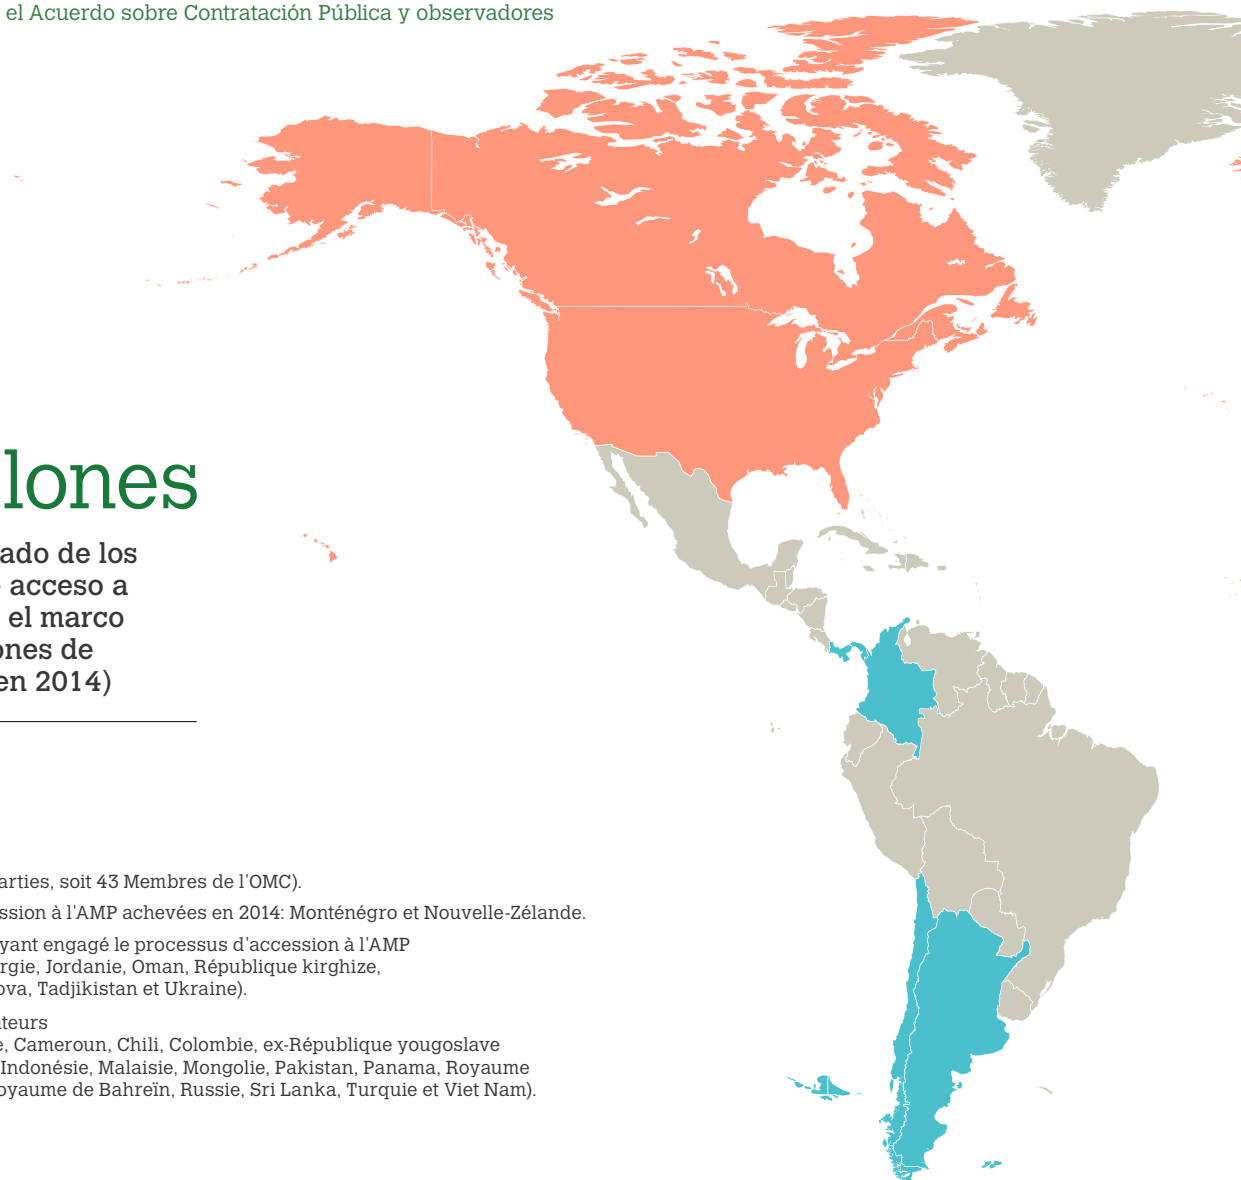 el Acuerdo sobre Contratación Pública y observadores
lones
ado de los
acceso a
el marco
ones de
en 2014)
arties, soit 43 Membres de l'OMC).
ssion à l'AMP achevées en 2014: Monténégro et Nouvelle-Zélande.
yant engagé le processus d'accession à l'AMP
rgie, Jordanie, Oman, République kirghize,
ova, Tadjikistan et Ukraine).
ateurs
e, Cameroun, Chili, Colombie, ex-République yougoslave
Indonésie, Malaisie, Mongolie, Pakistan, Panama, Royaume
oyaume de Bahreïn, Russie, Sri Lanka, Turquie et Viet Nam).